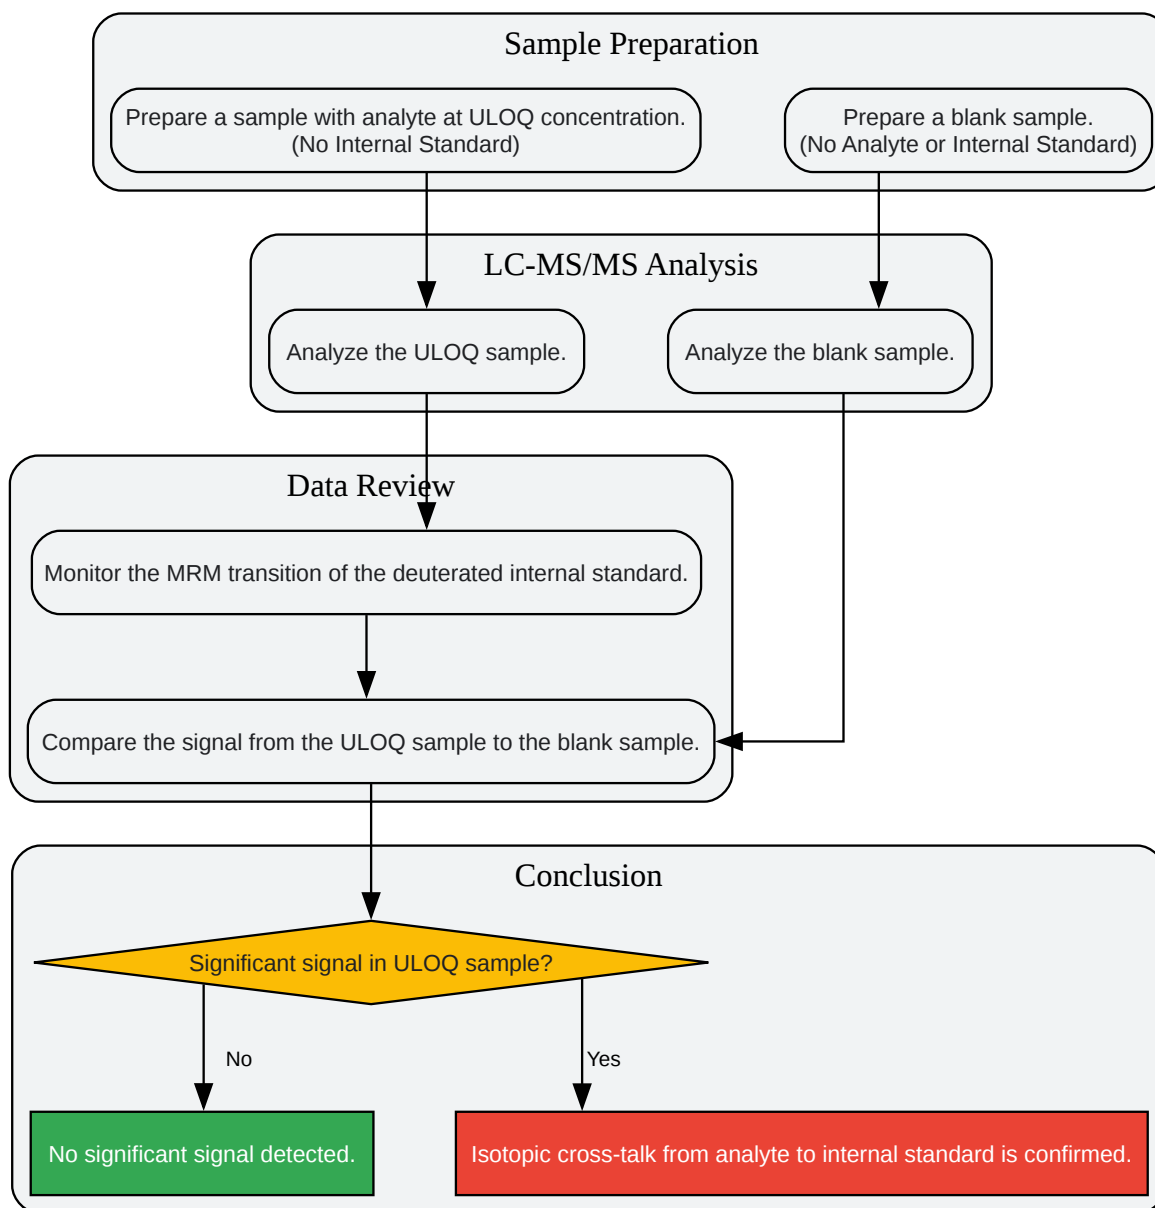 Sample Preparation
Prepare a sample with analyte at ULOQ concentration.
(No Internal Standard)
Prepare a blank sample.
(No Analyte or Internal Standard)
LC-MS/MS Analysis
Analyze the ULOQ sample.
Analyze the blank sample.
Data Review
Monitor the MRM transition of the deuterated internal standard.
Compare the signal from the ULOQ sample to the blank sample.
Conclusion
Significant signal in ULOQ sample?
No
Yes
No significant signal detected.
Isotopic cross-talk from analyte to internal standard is confirmed.